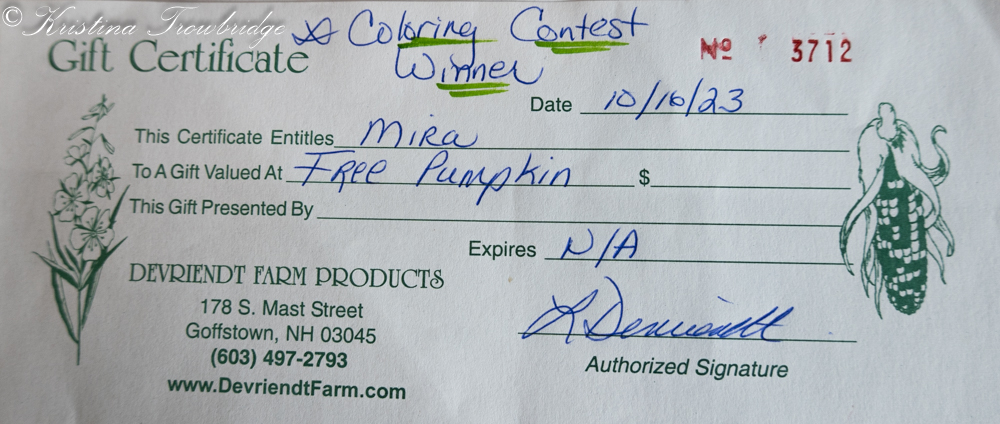 © Kristina Trowbridge
☆ Coloring Contest
Winner
Gift Certificate
Nº 3712
Date 10/16/23
This Certificate Entitles Mira
To A Gift Valued At Free Pumpkin $
This Gift Presented By
Expires N/A
DEVRIENDT FARM PRODUCTS
178 S. Mast Street
Goffstown, NH 03045
(603) 497-2793
www.DevriendtFarm.com
L Devriendt
Authorized Signature